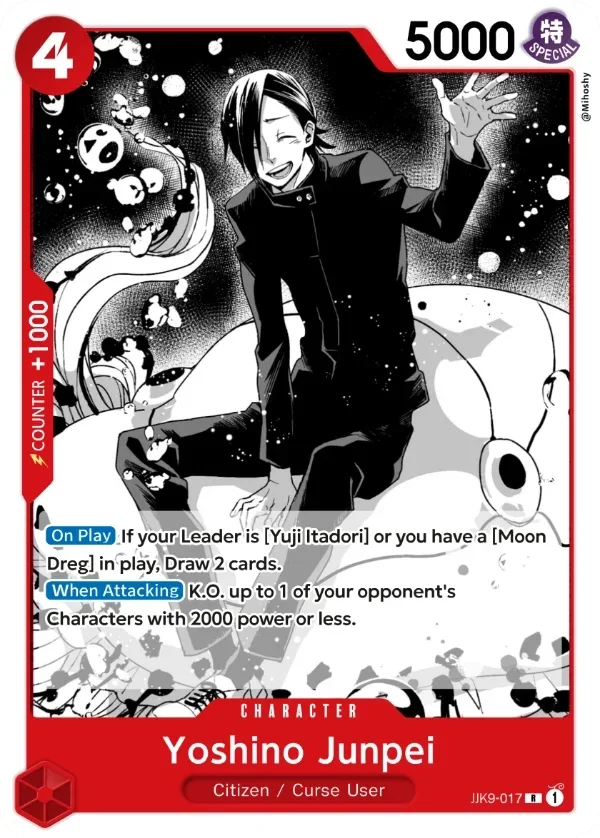 4
5000
特
SPECIAL
@Mihoshy
COUNTER +1000
On Play If your Leader is [Yuji Itadori] or you have a [Moon
Dreg] in play, Draw 2 cards.
When Attacking K.O. up to 1 of your opponent's
Characters with 2000 power or less.
CHARACTER
Yoshino Junpei
Citizen / Curse User
JJK9-017 R 1